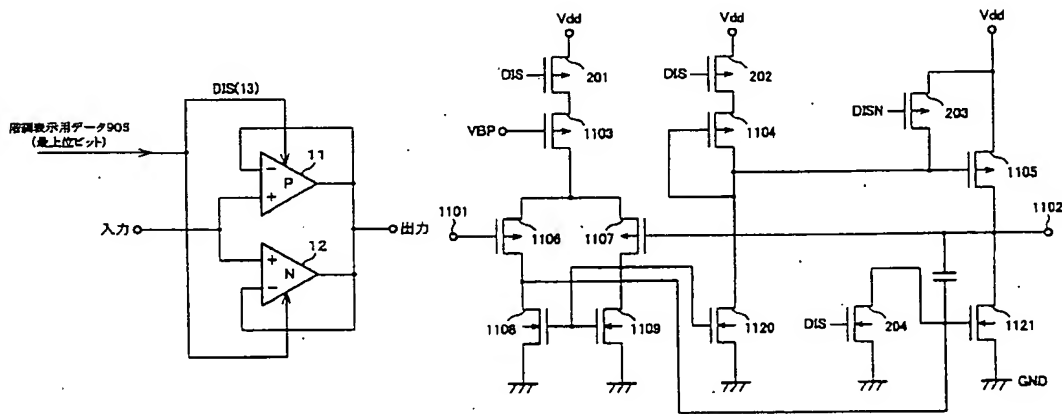 DIS(13)
階調表示用データ90S
(最上位ビット)
11
P
入力
出力
12
N
Vdd
DIS
201
VBP
1103
1101
1106
1107
1108
1109
Vdd
DIS
202
1104
1120
Vdd
DISN
203
1105
1102
DIS
204
1121
GND